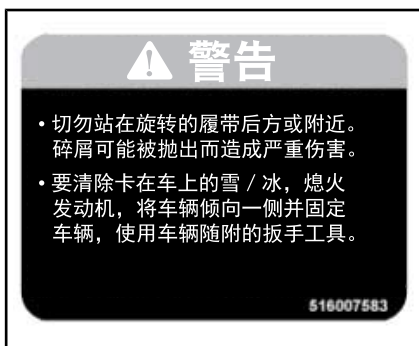 警告
• 切勿站在旋转的履带后方或附近。
碎屑可能被抛出而造成严重伤害。
• 要清除卡在车上的雪 / 冰，熄火
发动机，将车辆倾向一侧并固定
车辆，使用车辆随附的扳手工具。
516007583